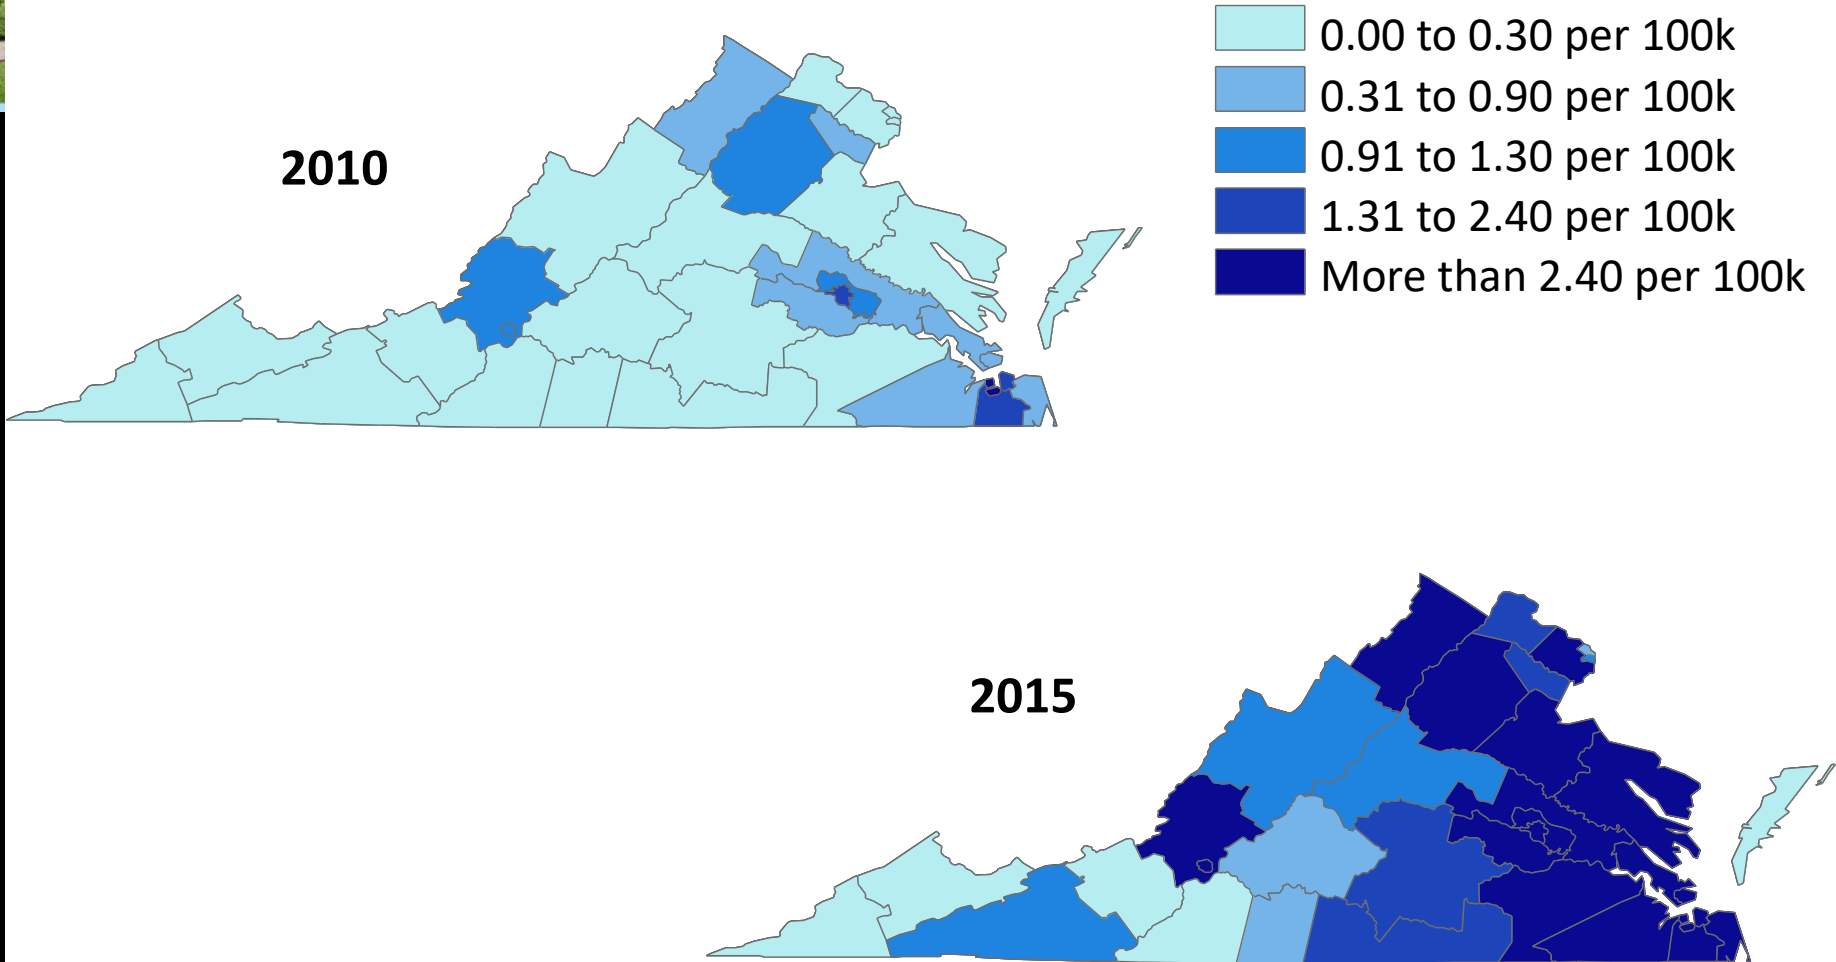 0.00 to 0.30 per 100k
0.31 to 0.90 per 100k
0.91 to 1.30 per 100k
1.31 to 2.40 per 100k
More than 2.40 per 100k
2010
2015